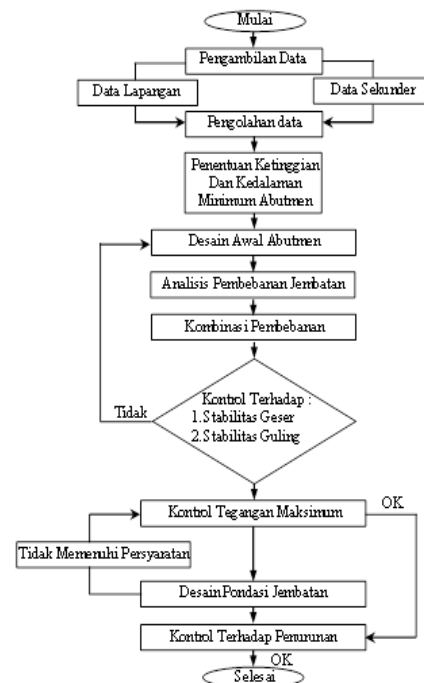 Mulai
Pengambilan Data
Data Lapangan
Data Sekunder
Pengolahan data
Penentuan Ketinggian
Dan Kedalaman
Minimum Abutmen
Desain Awal Abutmen
Analisis Pembebanan Jembatan
Kombinasi Pembebanan
Tidak
Kontrol Terhadap :
1.Stabilitas Geser
2.Stabilitas Guling
Kontrol Tegangan Maksimum
OK
Tidak Memenuhi Persyaratan
Desain Pondasi Jembatan
Kontrol Terhadap Penurunan
OK
Selesai